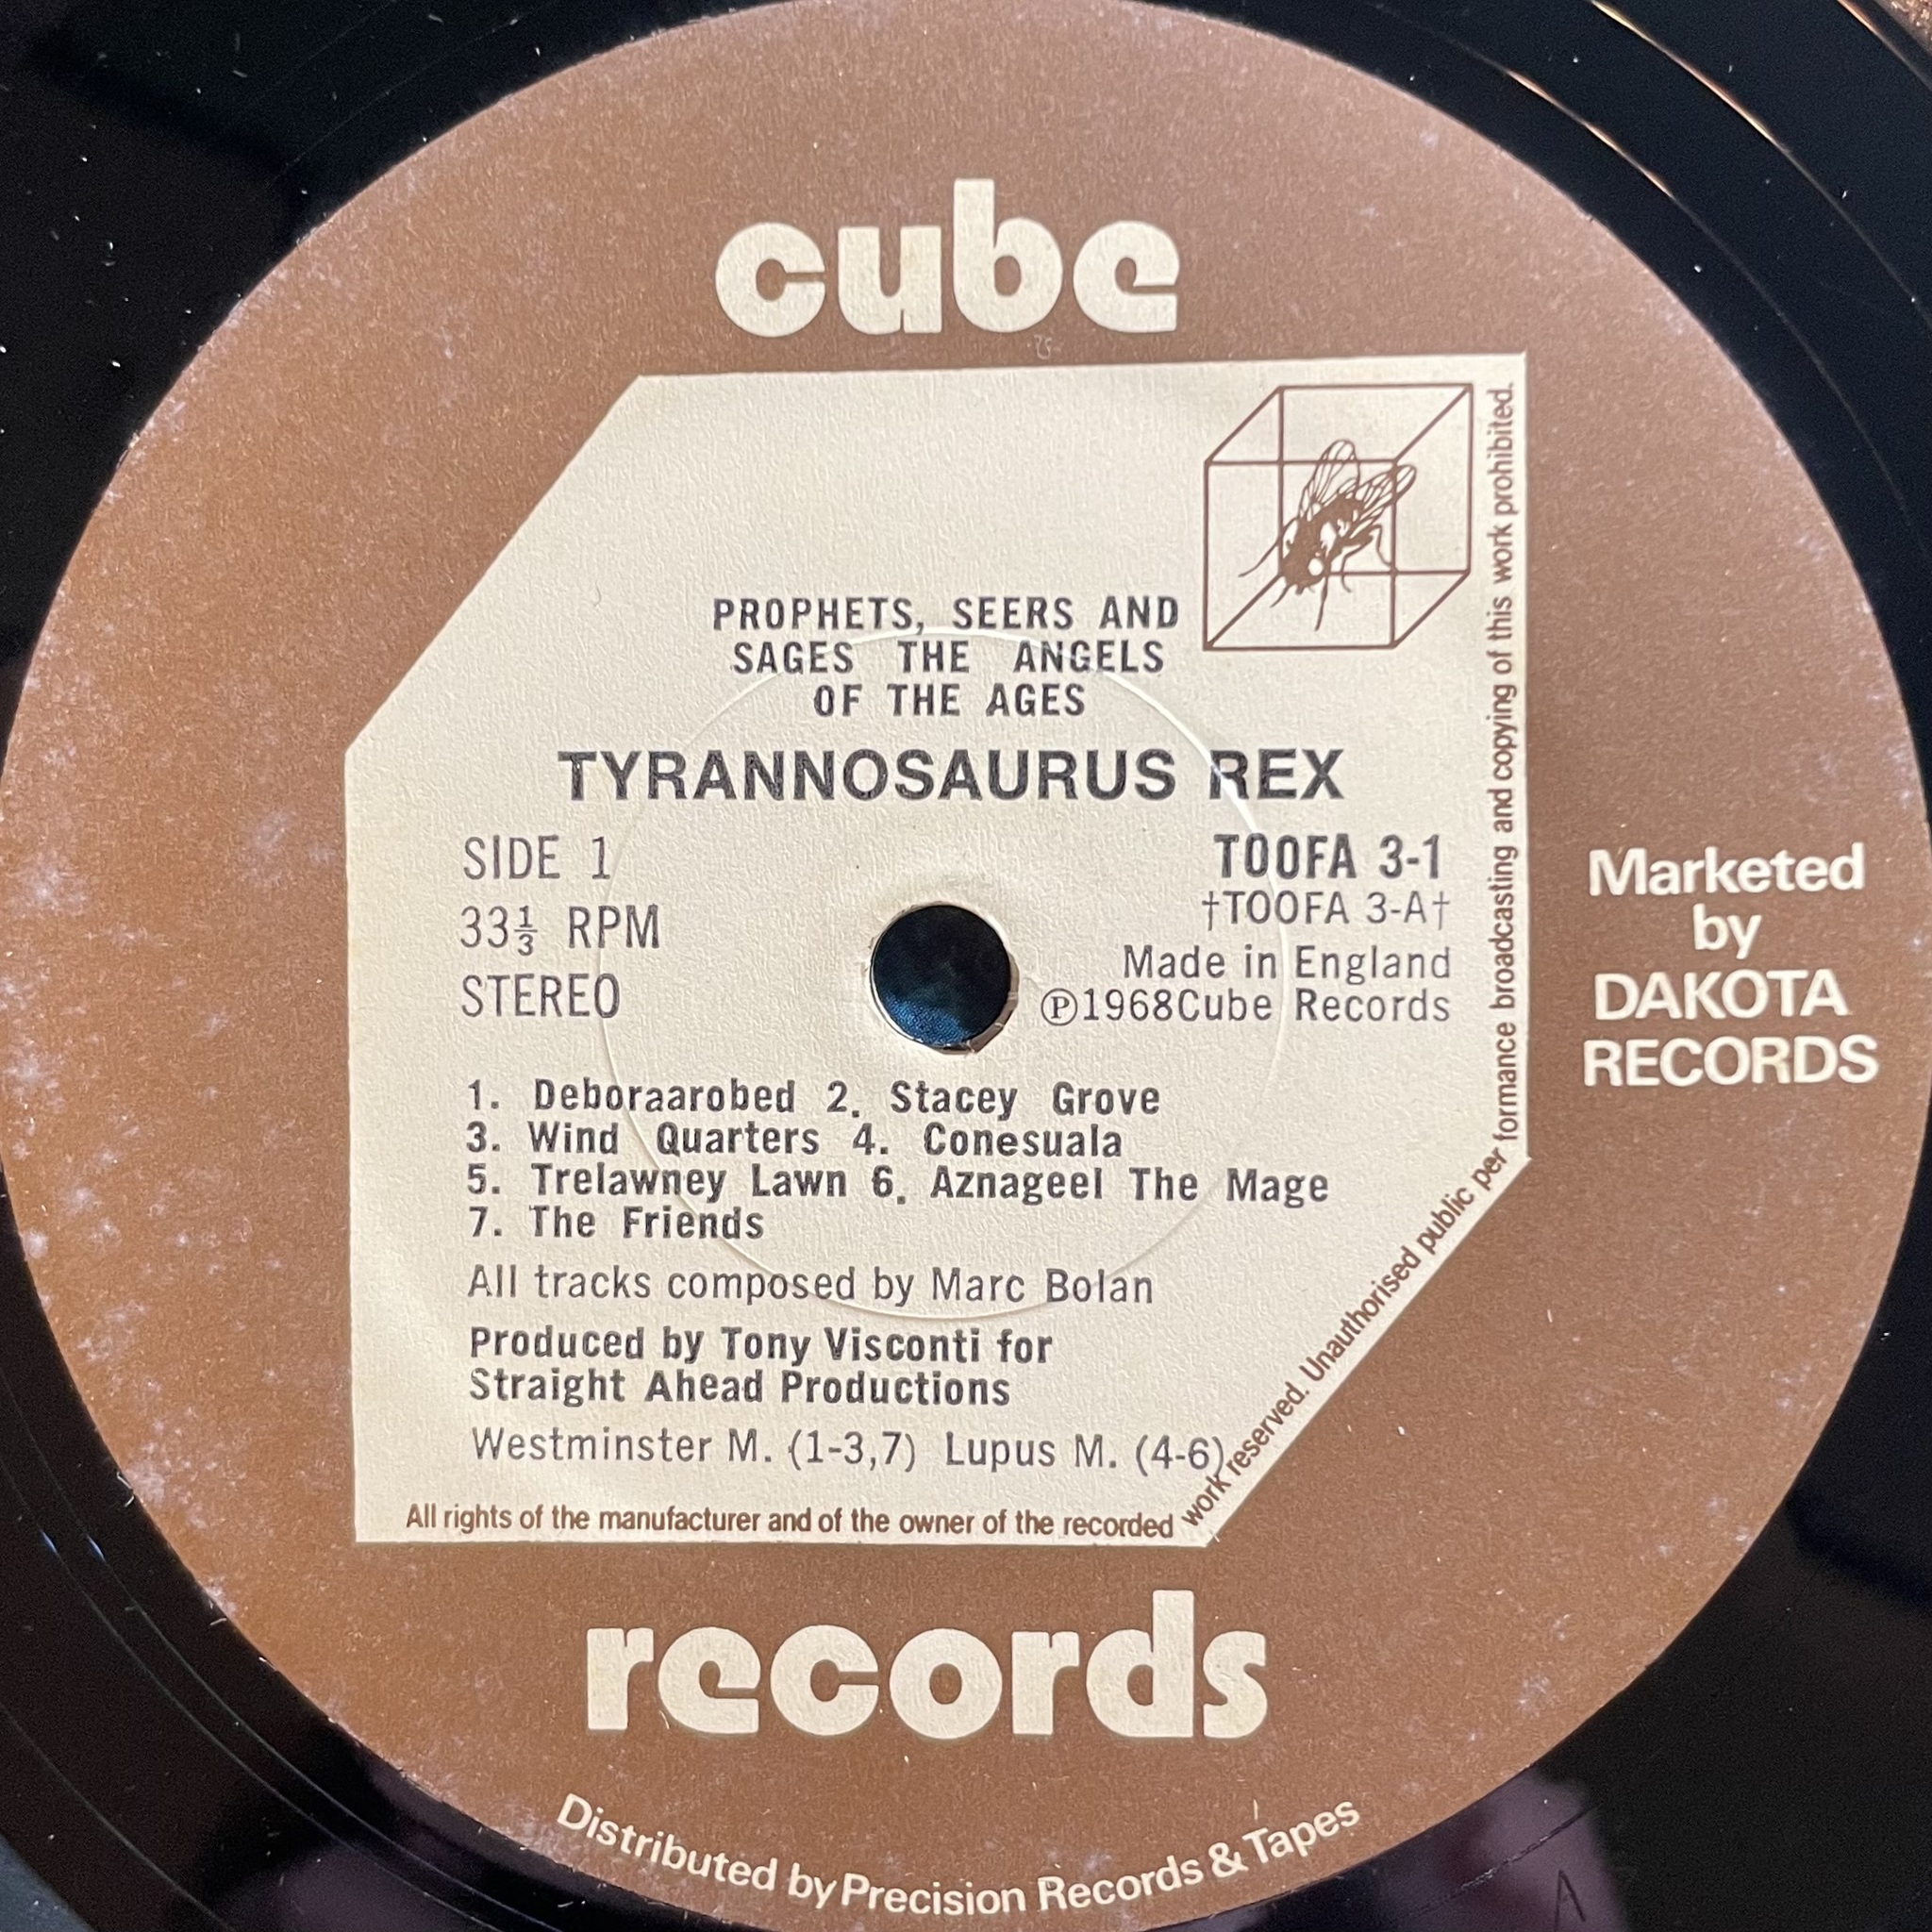 cube
PROPHETS, SEERS AND
SAGES THE ANGELS
OF THE AGES
TYRANNOSAURUS REX
SIDE 1
33⅓ RPM
STEREO
TOOFA 3-1
†TOOFA 3-A†
Made in England
Ⓟ1968Cube Records
1. Deboraarobed 2. Stacey Grove
3. Wind Quarters 4. Conesuala
5. Trelawney Lawn 6. Aznageel The Mage
7. The Friends
All tracks composed by Marc Bolan
Produced by Tony Visconti for
Straight Ahead Productions
Westminster M. (1-3,7) Lupus M. (4-6)
All rights of the manufacturer and of the owner of the recorded work reserved. Unauthorised public per formance broadcasting and copying of this work prohibited.
Marketed
by
DAKOTA
RECORDS
records
Distributed by Precision Records & Tapes
A